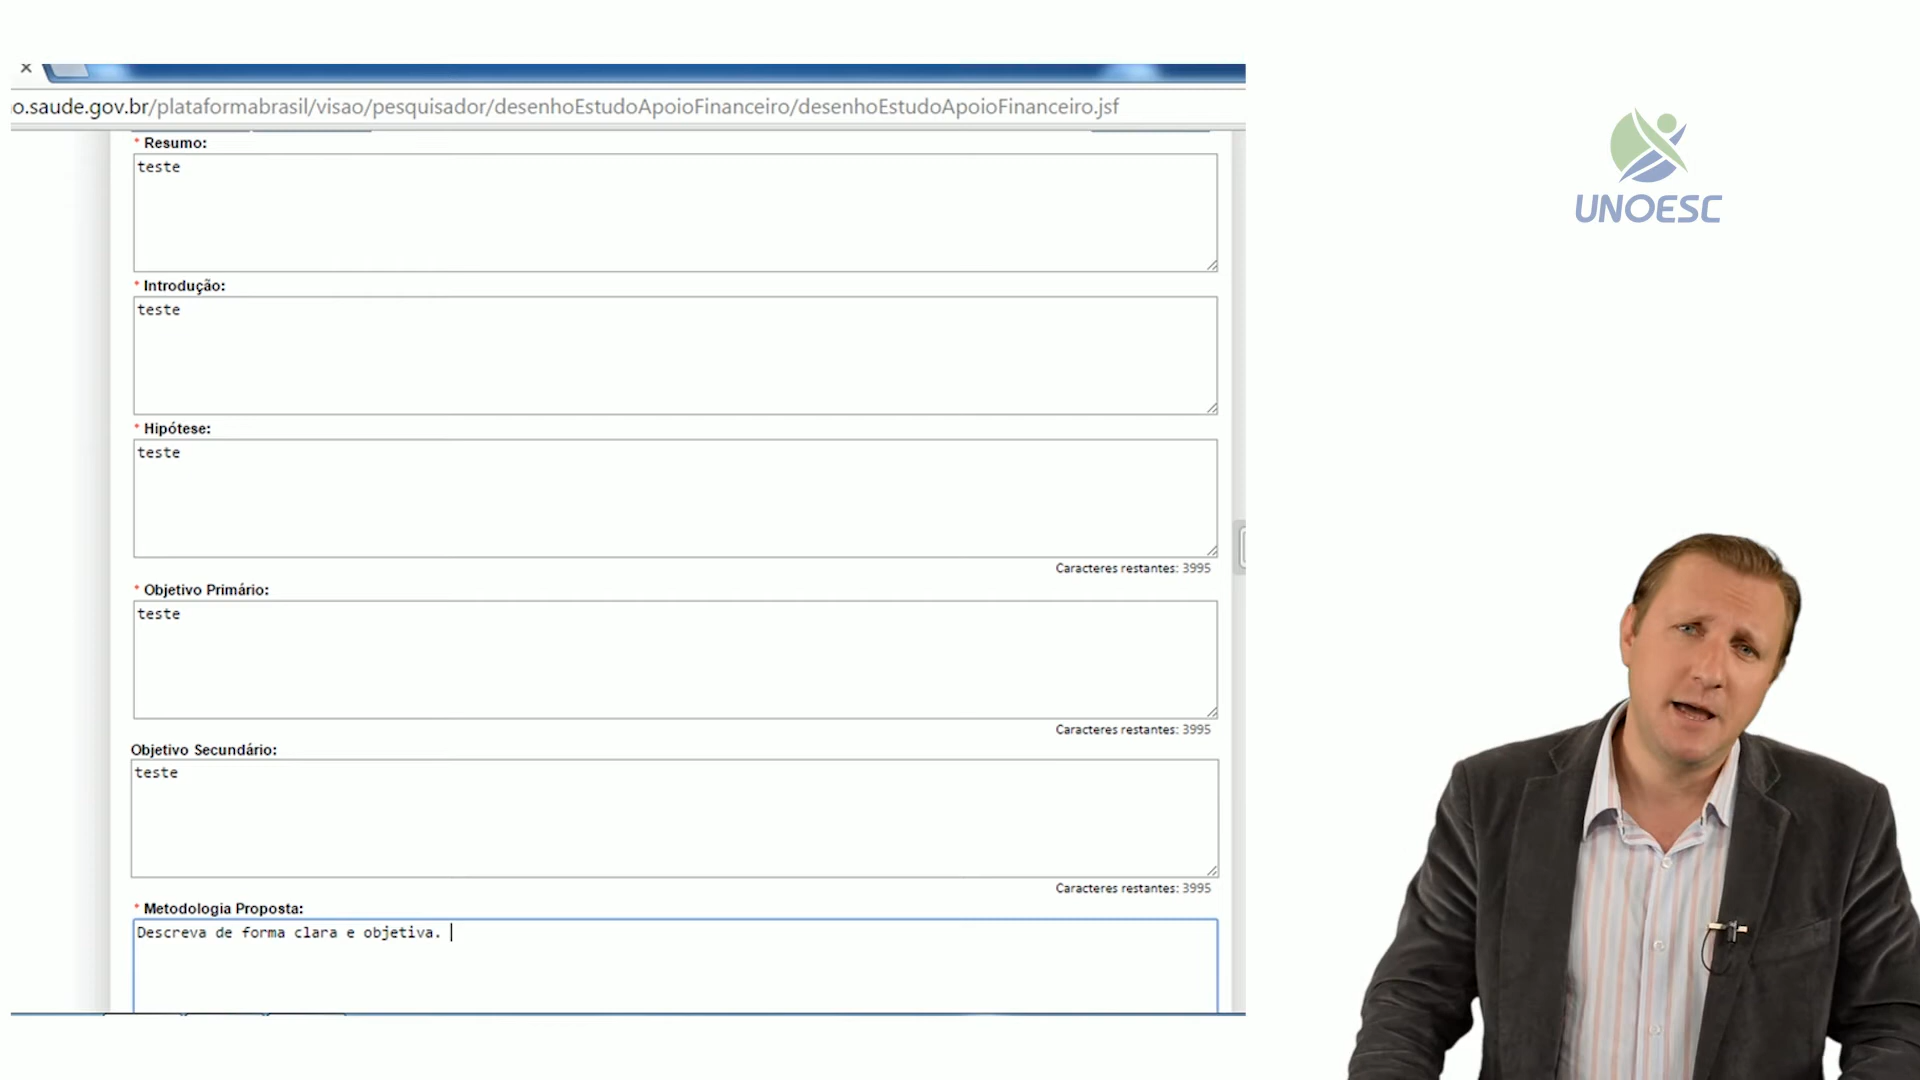 o.saude.gov.br/plataformabrasil/visao/pesquisador/desenhoEstudoApoioFinanceiro/desenhoEstudoApoioFinanceiro.jsf
* Resumo:
teste
* Introdução:
teste
* Hipótese:
teste
Caracteres restantes: 3995
* Objetivo Primário:
teste
Caracteres restantes: 3995
Objetivo Secundário:
teste
Caracteres restantes: 3995
* Metodologia Proposta:
Descreva de forma clara e objetiva.
UNOESC